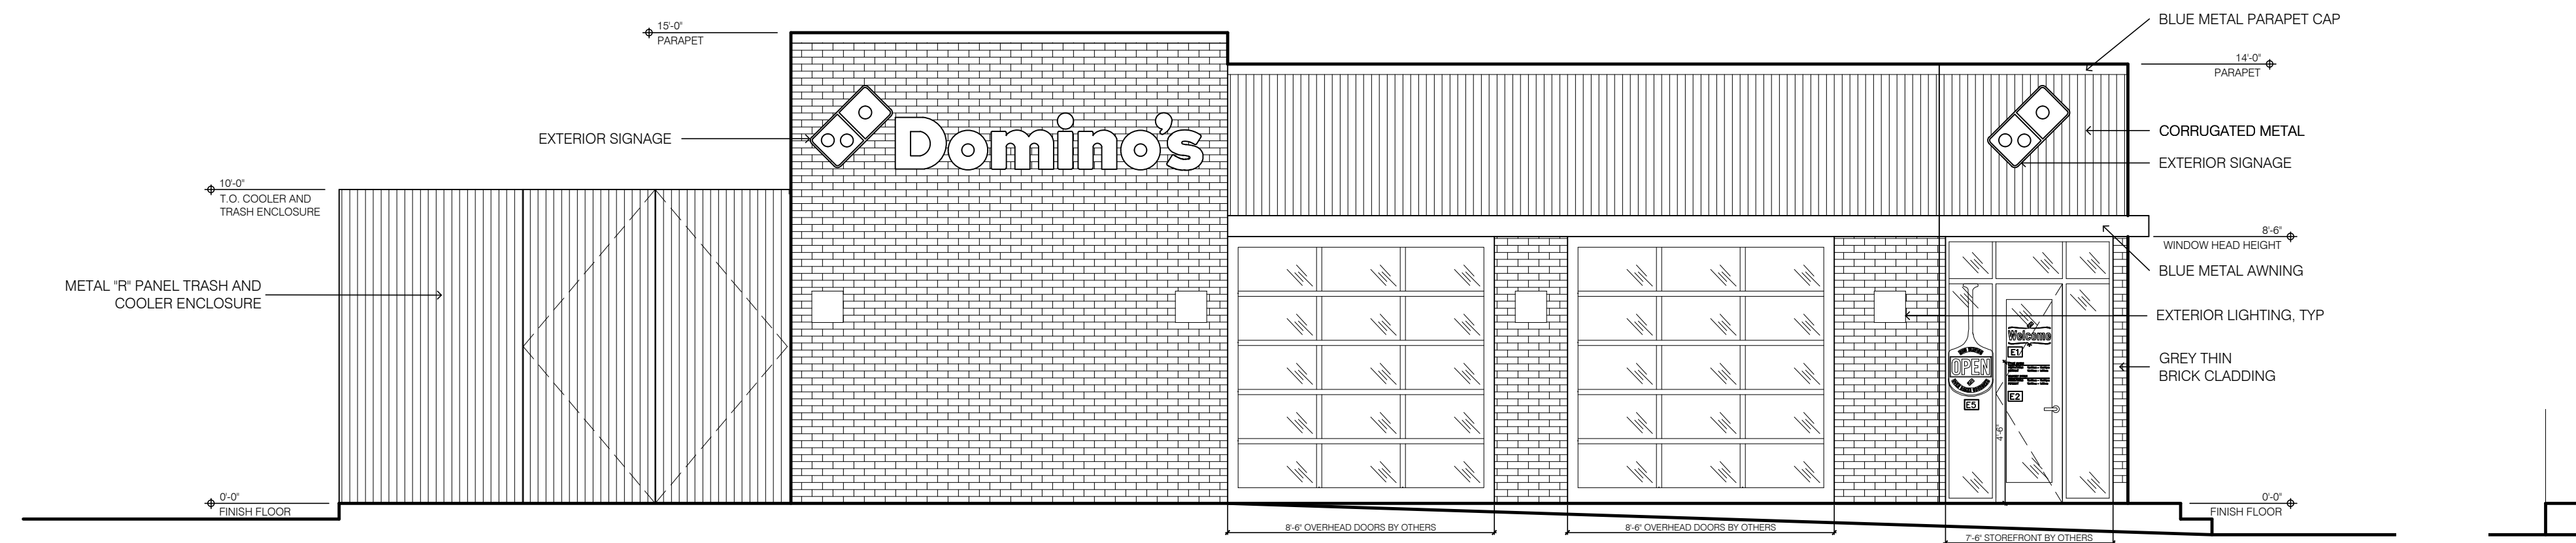 15'-0"
PARAPET
EXTERIOR SIGNAGE
10'-0"
T.O. COOLER AND
TRASH ENCLOSURE
METAL "R" PANEL TRASH AND
COOLER ENCLOSURE
0'-0"
FINISH FLOOR
Domino's
BLUE METAL PARAPET CAP
14'-0"
PARAPET
CORRUGATED METAL
EXTERIOR SIGNAGE
8'-6"
WINDOW HEAD HEIGHT
BLUE METAL AWNING
EXTERIOR LIGHTING, TYP
GREY THIN
BRICK CLADDING
Welcome
E1
OPEN
E2
E5
4'-6"
0'-0"
FINISH FLOOR
8'-6" OVERHEAD DOORS BY OTHERS
8'-6" OVERHEAD DOORS BY OTHERS
7'-6" STOREFRONT BY OTHERS